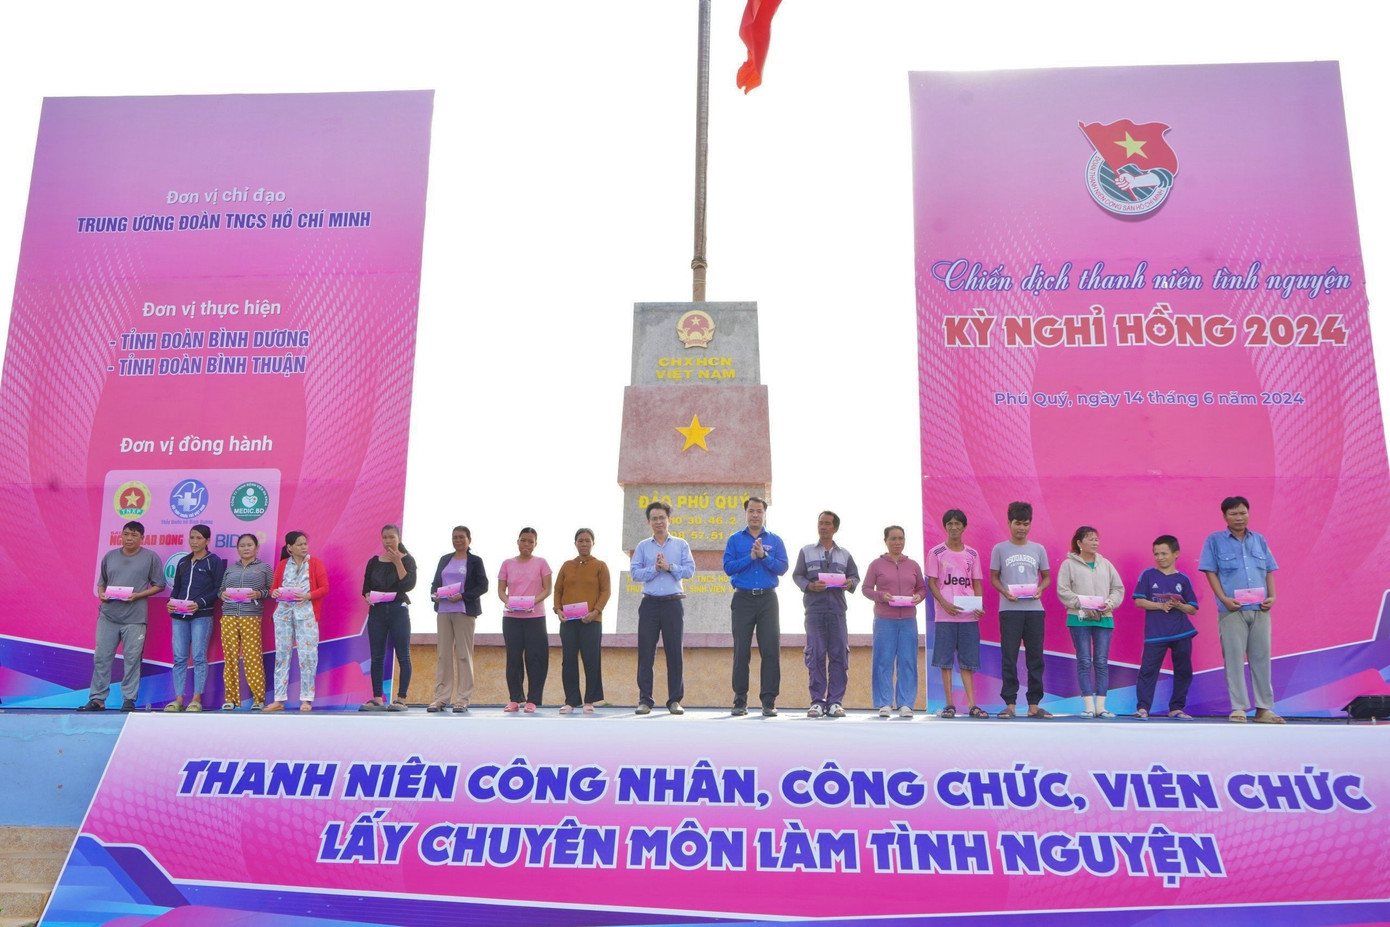 Đơn vị chỉ đạo
TRUNG ƯƠNG ĐOÀN TNCS HỒ CHÍ MINH
Đơn vị thực hiện
- TỈNH ĐOÀN BÌNH DƯƠNG
- TỈNH ĐOÀN BÌNH THUẬN
Đơn vị đồng hành
MEDIC.BD
CHXHCN
VIỆT NAM
ĐẢO PHÚ QUÝ
Chiến dịch thanh niên tình nguyện
KỲ NGHỈ HỒNG 2024
Phú Quý, ngày 14 tháng 6 năm 2024
Jeep
THANH NIÊN CÔNG NHÂN, CÔNG CHỨC, VIÊN CHỨC
LẤY CHUYÊN MÔN LÀM TÌNH NGUYỆN